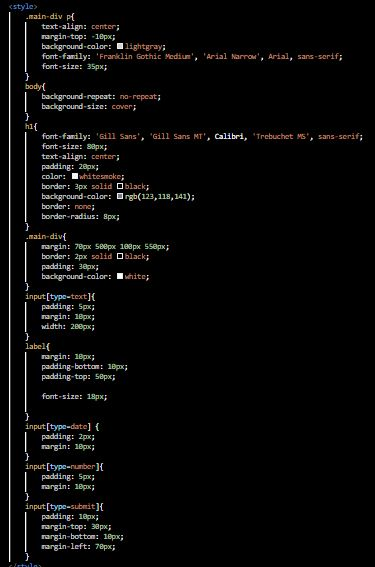 <style>
.main-div p{
text-align: center;
margin-top: -10px;
background-color: lightgray;
font-family: 'Franklin Gothic Medium', 'Arial Narrow', Arial, sans-serif;
font-size: 35px;
}
body{
background-repeat: no-repeat;
background-size: cover;
}
h1{
font-family: 'Gill Sans', 'Gill Sans MT', Calibri, 'Trebuchet MS', sans-serif;
font-size: 80px;
text-align: center;
padding: 20px;
color: whitesmoke;
border: 3px solid black;
background-color: rgb(123,118,141);
border: none;
border-radius: 8px;
}
.main-div{
margin: 70px 500px 100px 550px;
border: 2px solid black;
padding: 30px;
background-color: white;
}
input[type=text]{
padding: 5px;
margin: 10px;
width: 200px;
}
label{
margin: 10px;
padding-bottom: 10px;
padding-top: 50px;
font-size: 18px;
}
input[type=date] {
padding: 2px;
margin: 10px;
}
input[type=number]{
padding: 5px;
margin: 10px;
}
input[type=submit]{
padding: 10px;
margin-top: 30px;
margin-bottom: 10px;
margin-left: 70px;
}
</style>